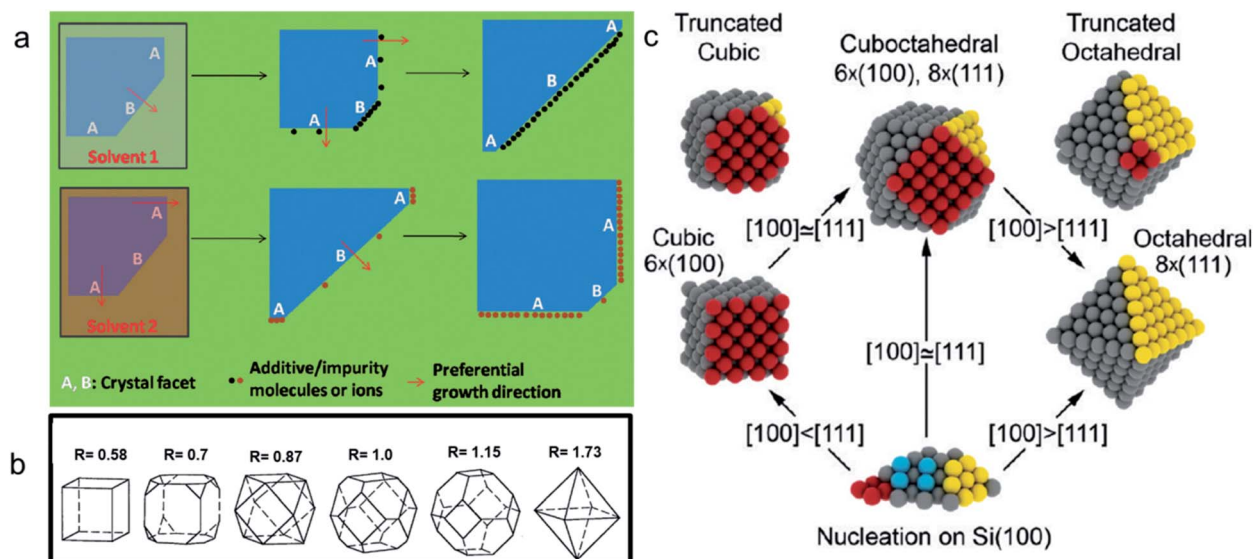 a
A
B
A
Solvent 1
A
B
A
A
B
A
A
B
A
Solvent 2
A
B
A
A
B
A
A, B: Crystal facet
Additive/impurity
molecules or ions
Preferential
growth direction
b
R= 0.58
R= 0.7
R= 0.87
R= 1.0
R= 1.15
R= 1.73
c
Truncated
Cubic
Cuboctahedral
6x(100), 8x(111)
Truncated
Octahedral
[100]≃[111]
[100]>[111]
Cubic
6x(100)
Octahedral
8x(111)
[100]≃[111]
[100]<[111]
[100]>[111]
Nucleation on Si(100)